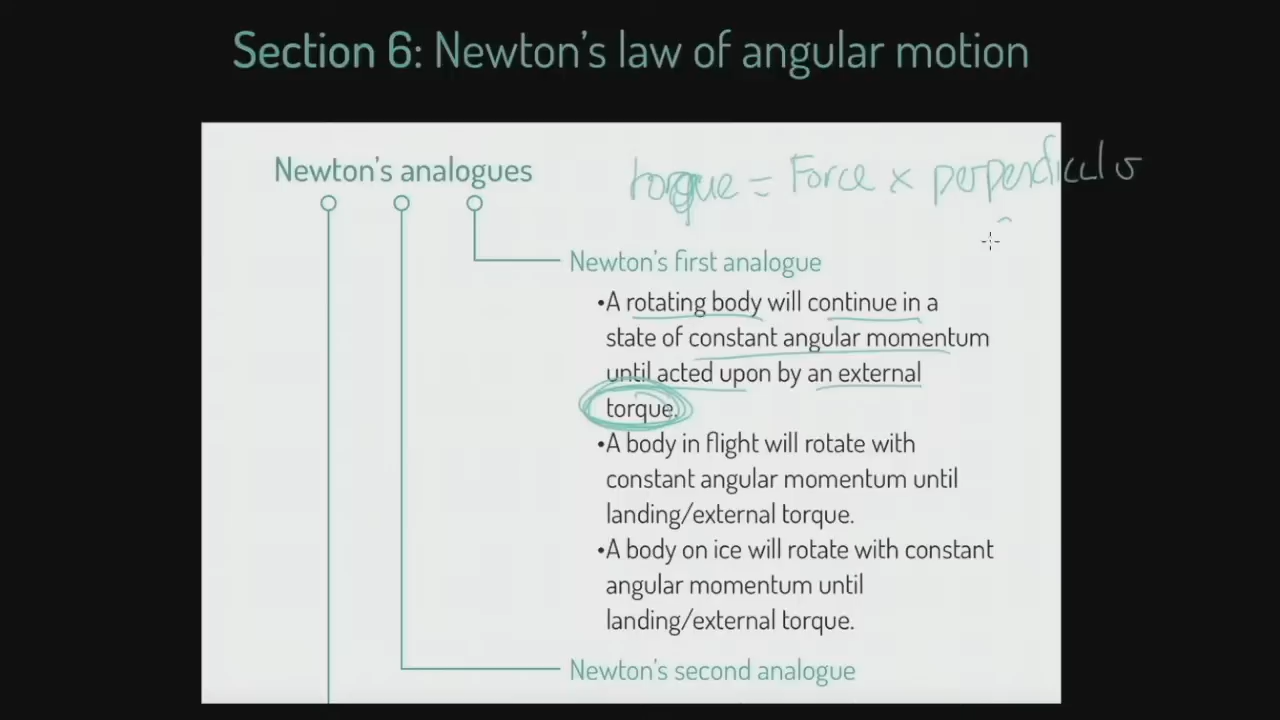 Section 6: Newton's law of angular motion
Newton's analogues
torque = Force x perpendicul
Newton's first analogue
•A rotating body will continue in a
state of constant angular momentum
until acted upon by an external
torque.
•A body in flight will rotate with
constant angular momentum until
landing/external torque.
•A body on ice will rotate with constant
angular momentum until
landing/external torque.
Newton's second analogue